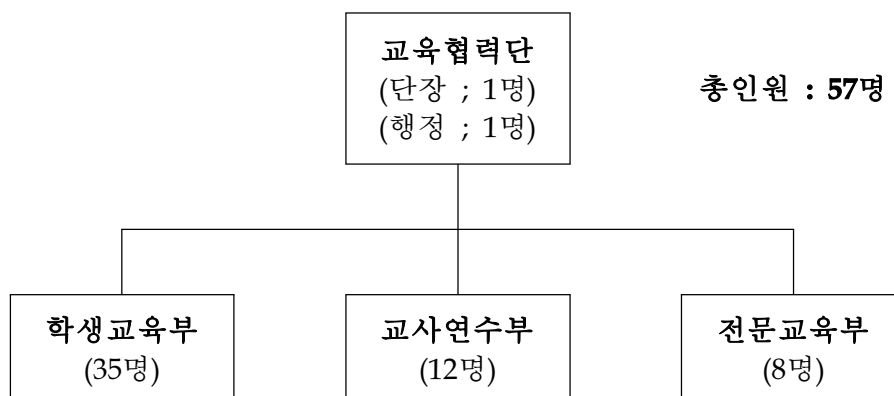 교육협력단
(단장 ; 1명)
(행정 ; 1명)
총인원 : 57명
학생교육부
(35명)
교사연수부
(12명)
전문교육부
(8명)